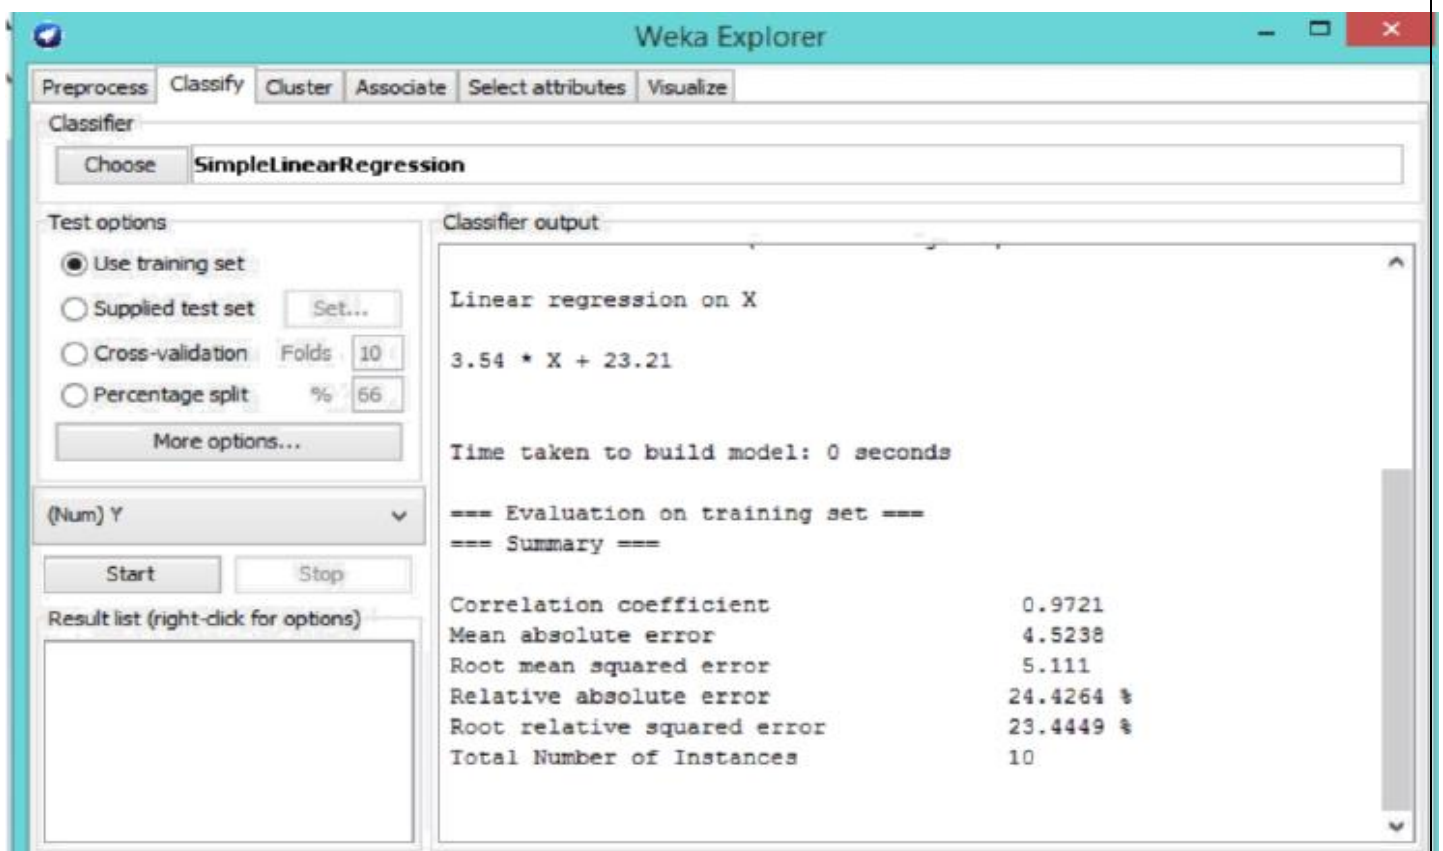 Weka Explorer
Preprocess Classify Cluster Associate Select attributes Visualize
Classifier
Choose SimpleLinearRegression
Test options
Use training set
Supplied test set Set...
Cross-validation Folds 10
Percentage split % 66
More options...
(Num) Y
Start Stop
Result list (right-click for options)
Classifier output
Linear regression on X
3.54 * X + 23.21
Time taken to build model: 0 seconds
=== Evaluation on training set ===
=== Summary ===
Correlation coefficient 0.9721
Mean absolute error 4.5238
Root mean squared error 5.111
Relative absolute error 24.4264 %
Root relative squared error 23.4449 %
Total Number of Instances 10